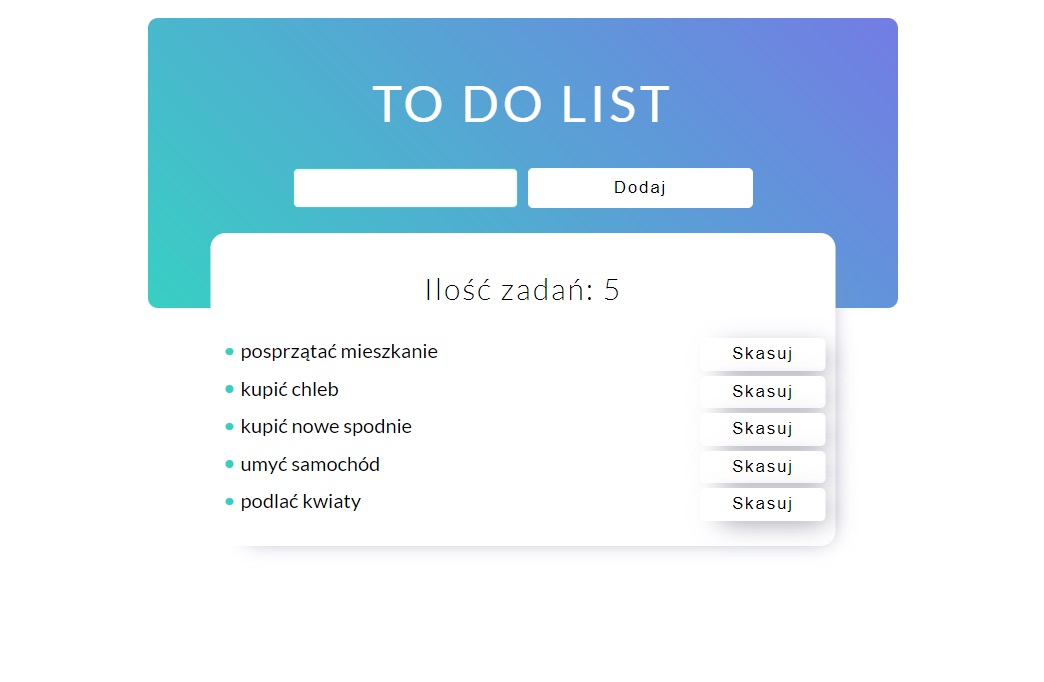 TO DO LIST
Dodaj
Ilość zadań: 5
posprzątać mieszkanie Skasuj
kupić chleb Skasuj
kupić nowe spodnie Skasuj
umyć samochód Skasuj
podlać kwiaty Skasuj